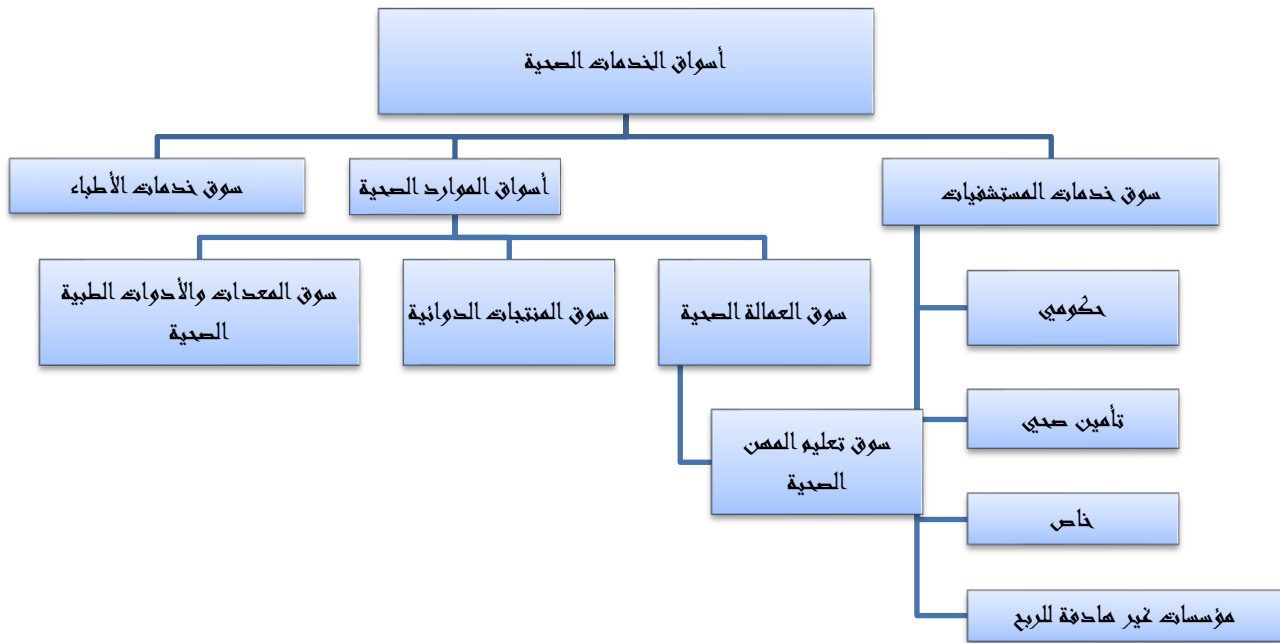 أسواق الخدمات الصحية
سوق خدمات المستشفيات
أسواق الموارد الصحية
سوق خدمات الأطباء
حكومي
تأمين صحي
خاص
مؤسسات غير هادفة للربح
سوق العمالة الصحية
سوق المنتجات الدوائية
سوق المعدات والأدوات الطبية
الصحية
سوق تعليم المهن
الصحية